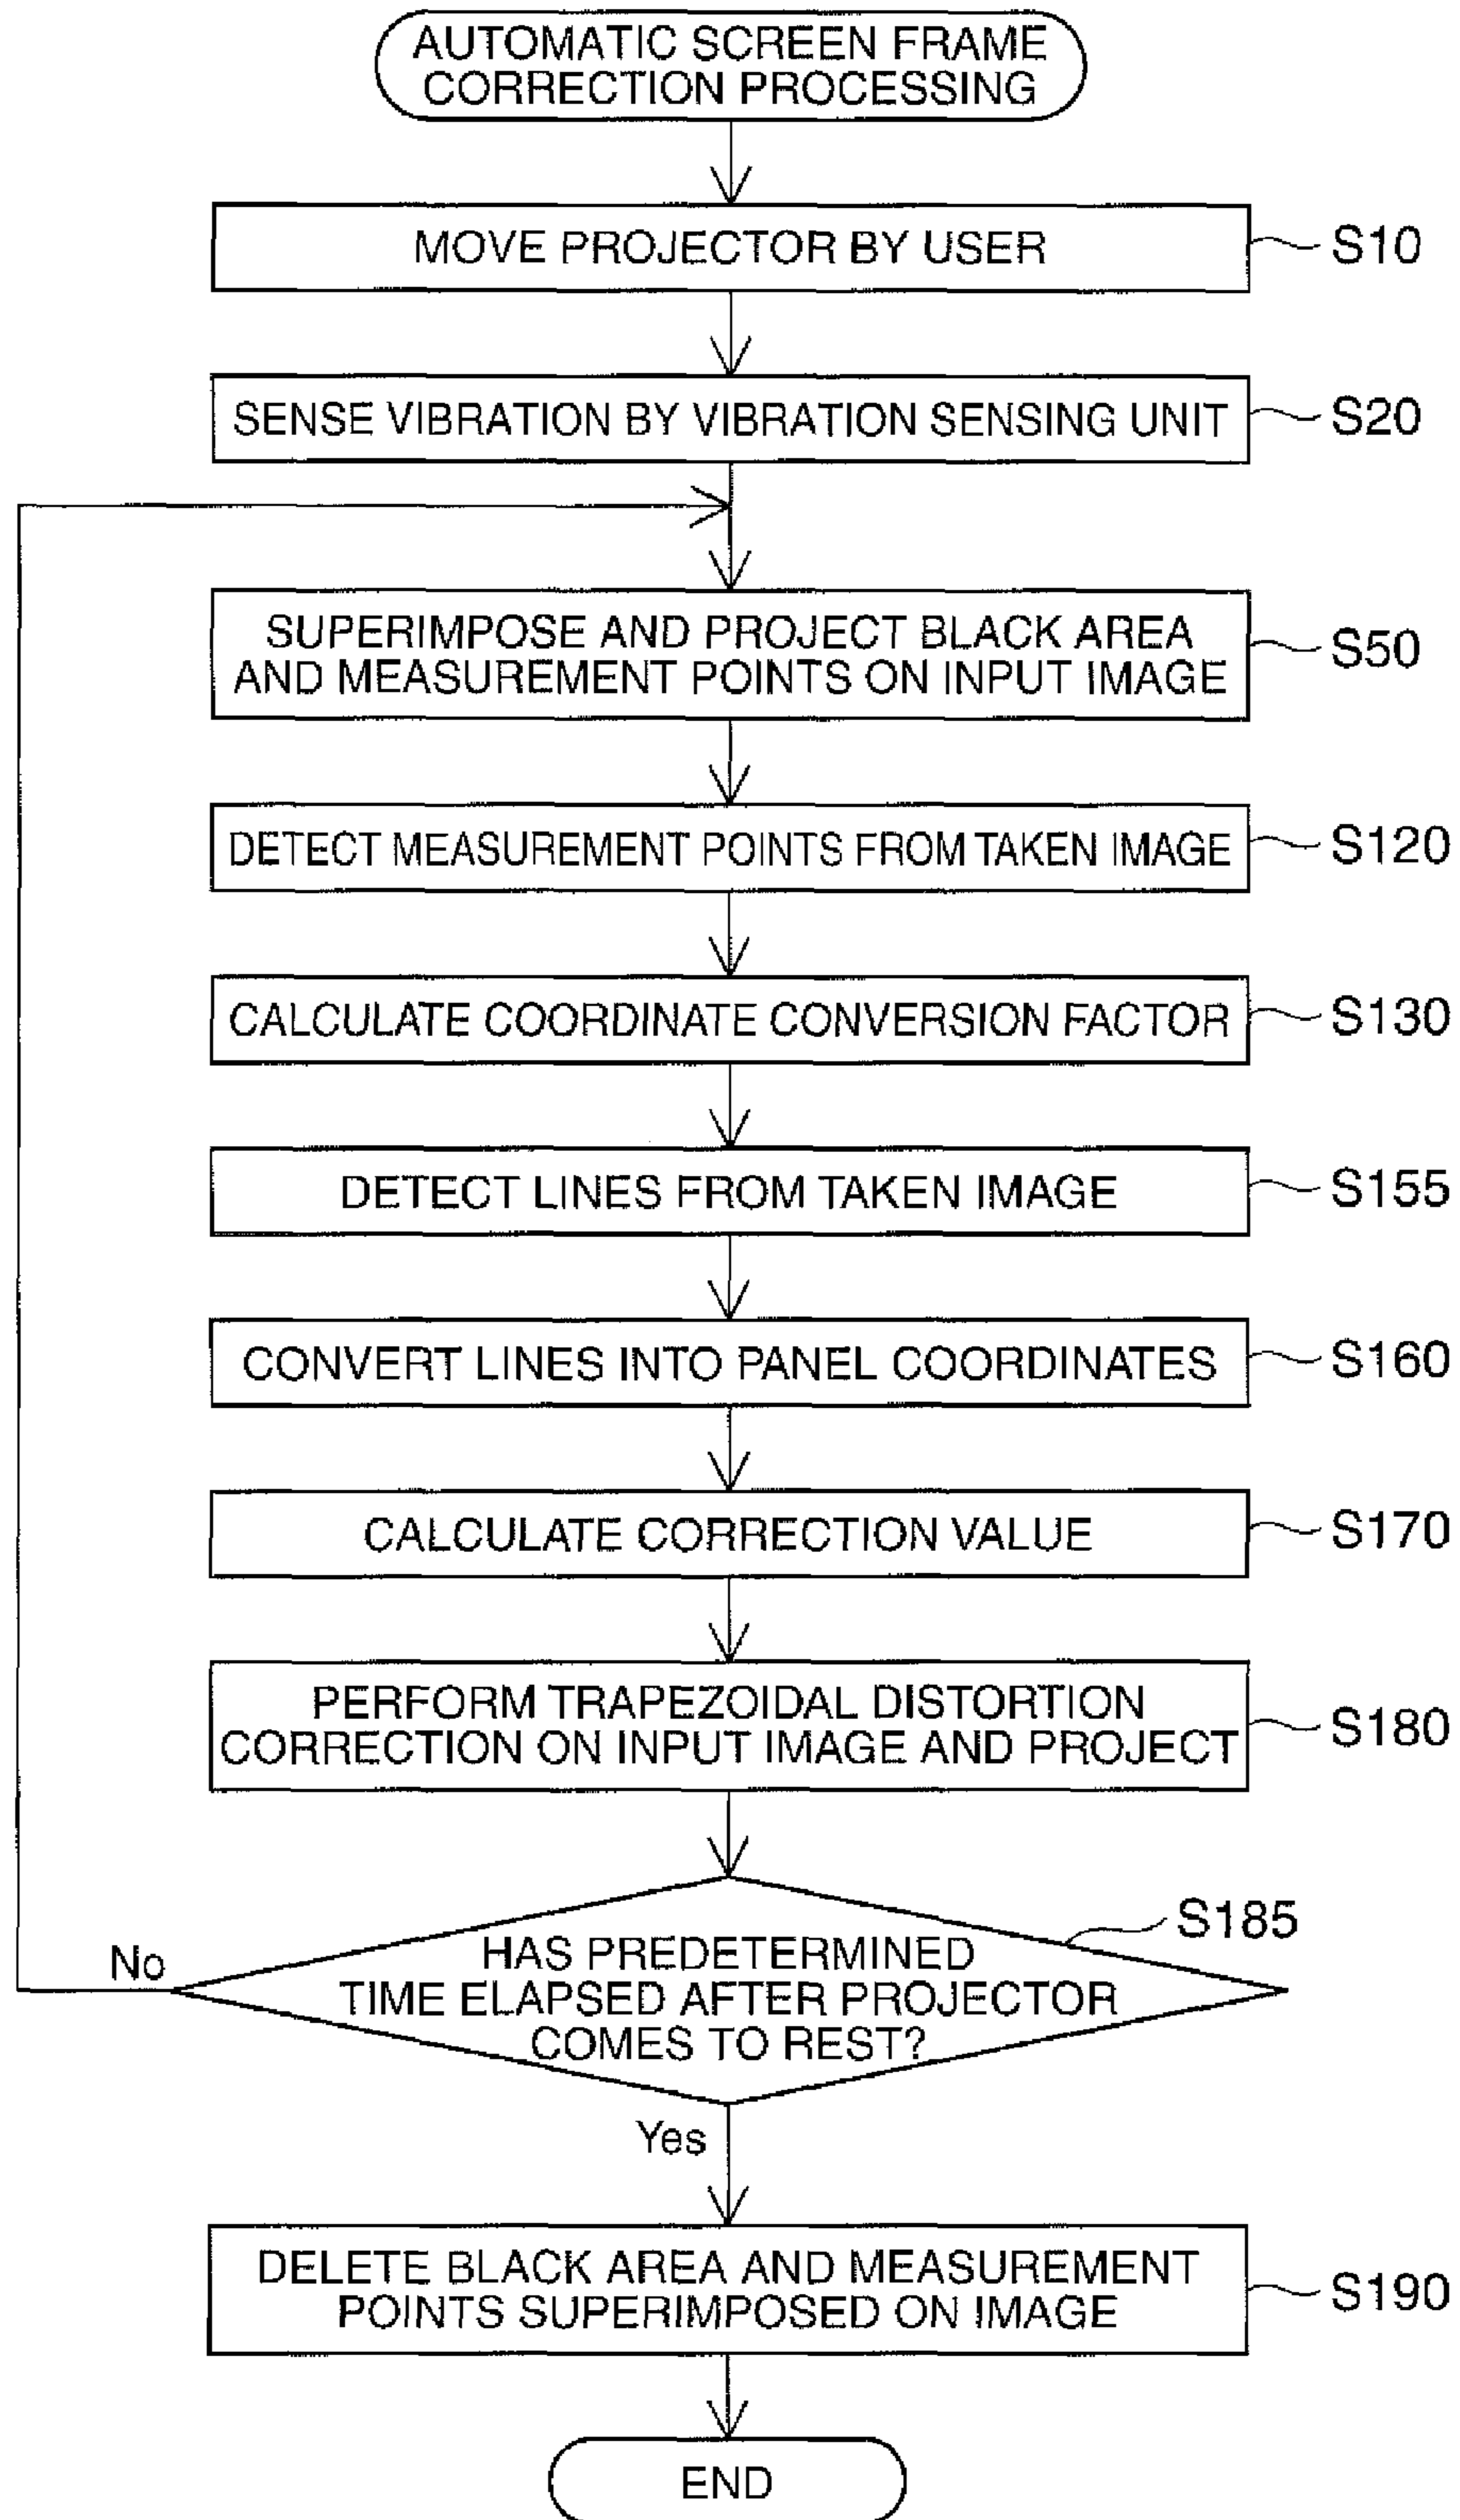 AUTOMATIC SCREEN FRAME
CORRECTION PROCESSING
MOVE PROJECTOR BY USER
S10
SENSE VIBRATION BY VIBRATION SENSING UNIT
S20
SUPERIMPOSE AND PROJECT BLACK AREA
AND MEASUREMENT POINTS ON INPUT IMAGE
S50
DETECT MEASUREMENT POINTS FROM TAKEN IMAGE
S120
CALCULATE COORDINATE CONVERSION FACTOR
S130
DETECT LINES FROM TAKEN IMAGE
S155
CONVERT LINES INTO PANEL COORDINATES
S160
CALCULATE CORRECTION VALUE
S170
PERFORM TRAPEZOIDAL DISTORTION
CORRECTION ON INPUT IMAGE AND PROJECT
S180
S185
HAS PREDETERMINED
TIME ELAPSED AFTER PROJECTOR
COMES TO REST?
No
Yes
DELETE BLACK AREA AND MEASUREMENT
POINTS SUPERIMPOSED ON IMAGE
S190
END